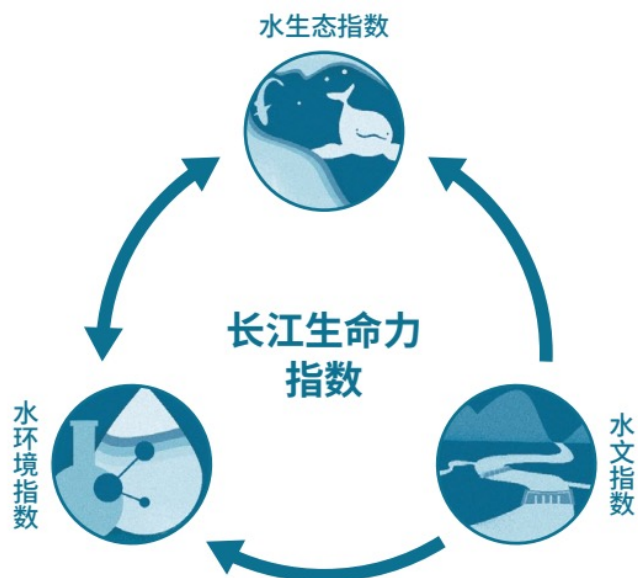 水生态指数
长江生命力
指数
水环境指数
水文指数